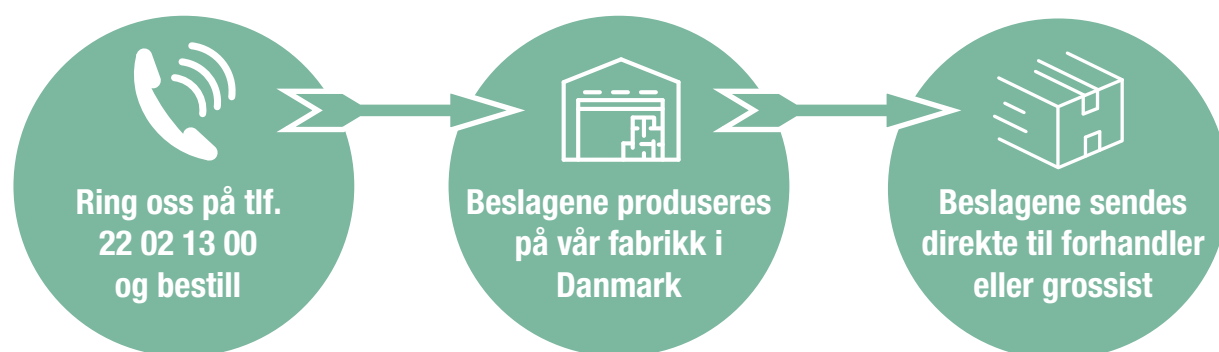 Ring oss på tlf.
22 02 13 00
og bestill
Beslagene produseres
på vår fabrikk i
Danmark
Beslagene sendes
direkte til forhandler
eller grossist